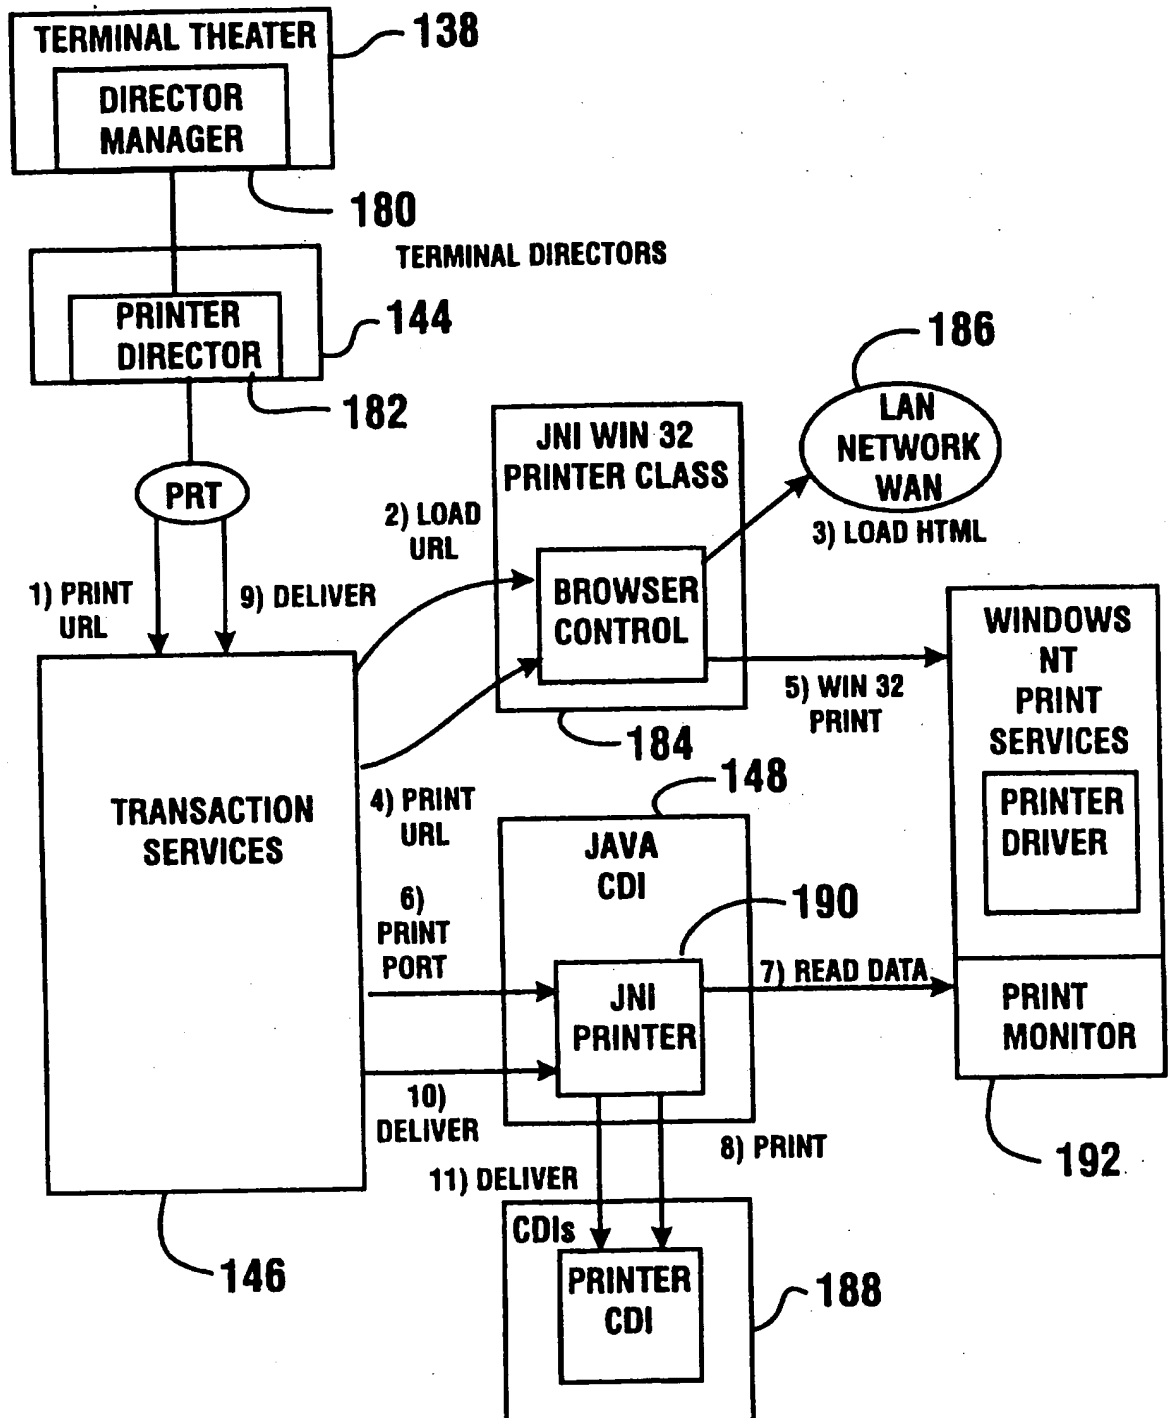 TERMINAL THEATER
138
DIRECTOR
MANAGER
180
TERMINAL DIRECTORS
PRINTER
DIRECTOR
144
182
186
LAN
NETWORK
WAN
JNI WIN 32
PRINTER CLASS
PRT
2) LOAD
URL
3) LOAD HTML
1) PRINT
URL
9) DELIVER
BROWSER
CONTROL
WINDOWS
NT
PRINT
SERVICES
5) WIN 32
PRINT
184
148
4) PRINT
URL
TRANSACTION
SERVICES
PRINTER
DRIVER
JAVA
CDI
190
6)
PRINT
PORT
7) READ DATA
JNI
PRINTER
PRINT
MONITOR
10)
DELIVER
8) PRINT
11) DELIVER
192
CDIs
PRINTER
CDI
146
188